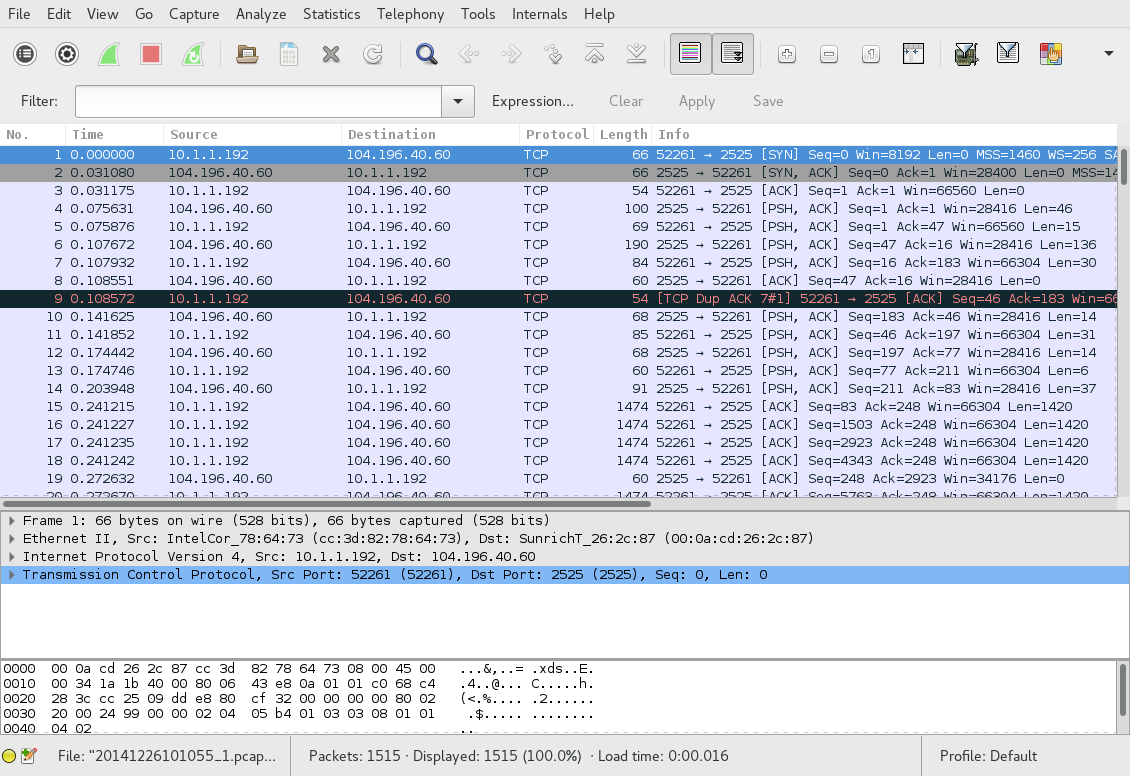 File Edit View Go Capture Analyze Statistics Telephony Tools Internals Help
Filter: Expression... Clear Apply Save
No. Time Source Destination Protocol Length Info
1 0.000000 10.1.1.192 104.196.40.60 TCP 66 52261 → 2525 [SYN] Seq=0 Win=8192 Len=0 MSS=1460 WS=256 SA
2 0.031080 104.196.40.60 10.1.1.192 TCP 66 2525 → 52261 [SYN, ACK] Seq=0 Ack=1 Win=28400 Len=0 MSS=14
3 0.031175 10.1.1.192 104.196.40.60 TCP 54 52261 → 2525 [ACK] Seq=1 Ack=1 Win=66560 Len=0
4 0.075631 104.196.40.60 10.1.1.192 TCP 100 2525 → 52261 [PSH, ACK] Seq=1 Ack=1 Win=28416 Len=46
5 0.075876 10.1.1.192 104.196.40.60 TCP 69 52261 → 2525 [PSH, ACK] Seq=1 Ack=47 Win=66560 Len=15
6 0.107672 104.196.40.60 10.1.1.192 TCP 190 2525 → 52261 [PSH, ACK] Seq=47 Ack=16 Win=28416 Len=136
7 0.107932 10.1.1.192 104.196.40.60 TCP 84 52261 → 2525 [PSH, ACK] Seq=16 Ack=183 Win=66304 Len=30
8 0.108551 104.196.40.60 10.1.1.192 TCP 60 2525 → 52261 [ACK] Seq=47 Ack=16 Win=28416 Len=0
9 0.108572 10.1.1.192 104.196.40.60 TCP 54 [TCP Dup ACK 7#1] 52261 → 2525 [ACK] Seq=46 Ack=183 Win=66
10 0.141625 104.196.40.60 10.1.1.192 TCP 68 2525 → 52261 [PSH, ACK] Seq=183 Ack=46 Win=28416 Len=14
11 0.141852 10.1.1.192 104.196.40.60 TCP 85 52261 → 2525 [PSH, ACK] Seq=46 Ack=197 Win=66304 Len=31
12 0.174442 104.196.40.60 10.1.1.192 TCP 68 2525 → 52261 [PSH, ACK] Seq=197 Ack=77 Win=28416 Len=14
13 0.174746 10.1.1.192 104.196.40.60 TCP 60 52261 → 2525 [PSH, ACK] Seq=77 Ack=211 Win=66304 Len=6
14 0.203948 104.196.40.60 10.1.1.192 TCP 91 2525 → 52261 [PSH, ACK] Seq=211 Ack=83 Win=28416 Len=37
15 0.241215 10.1.1.192 104.196.40.60 TCP 1474 52261 → 2525 [ACK] Seq=83 Ack=248 Win=66304 Len=1420
16 0.241227 10.1.1.192 104.196.40.60 TCP 1474 52261 → 2525 [ACK] Seq=1503 Ack=248 Win=66304 Len=1420
17 0.241235 10.1.1.192 104.196.40.60 TCP 1474 52261 → 2525 [ACK] Seq=2923 Ack=248 Win=66304 Len=1420
18 0.241242 10.1.1.192 104.196.40.60 TCP 1474 52261 → 2525 [ACK] Seq=4343 Ack=248 Win=66304 Len=1420
19 0.272632 104.196.40.60 10.1.1.192 TCP 60 2525 → 52261 [ACK] Seq=248 Ack=2923 Win=34176 Len=0
20 0.272670 10.1.1.192 104.196.40.60 TCP 1474 52261 → 2525 [ACK] Seq=5763 Ack=248 Win=66304 Len=1420
Frame 1: 66 bytes on wire (528 bits), 66 bytes captured (528 bits)
Ethernet II, Src: IntelCor_78:64:73 (cc:3d:82:78:64:73), Dst: SunrichT_26:2c:87 (00:0a:cd:26:2c:87)
Internet Protocol Version 4, Src: 10.1.1.192, Dst: 104.196.40.60
Transmission Control Protocol, Src Port: 52261 (52261), Dst Port: 2525 (2525), Seq: 0, Len: 0
0000 00 0a cd 26 2c 87 cc 3d 82 78 64 73 08 00 45 00 ...&,..= .xds..E.
0010 00 34 1a 1b 40 00 80 06 43 e8 0a 01 01 c0 68 c4 .4..@... C.....h.
0020 28 3c cc 25 09 dd e8 80 cf 32 00 00 00 00 80 02 (<.%.... .2......
0030 20 00 24 99 00 00 02 04 05 b4 01 03 03 08 01 01 .$..... ........
0040 04 02 ..
File: "20141226101055_1.pcap... Packets: 1515 · Displayed: 1515 (100.0%) · Load time: 0:00.016 Profile: Default